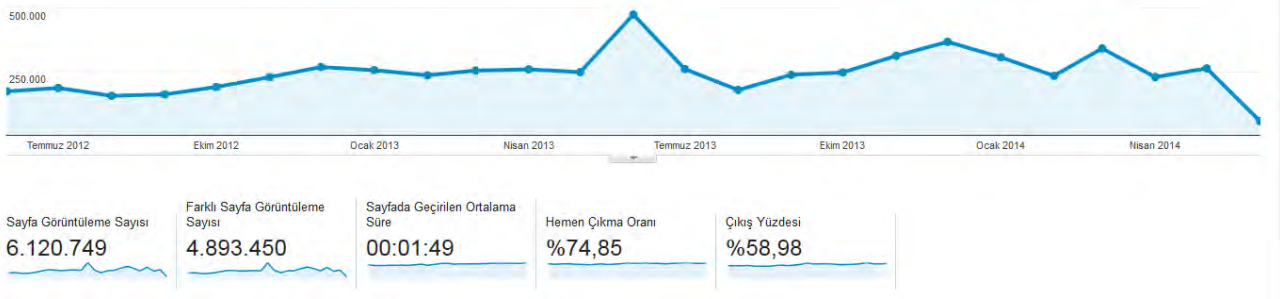 500.000
250.000
Temmuz 2012 Ekim 2012 Ocak 2013 Nisan 2013 Temmuz 2013 Ekim 2013 Ocak 2014 Nisan 2014
Sayfa Görüntüleme Sayısı
6.120.749
Farklı Sayfa Görüntüleme
Sayısı
4.893.450
Sayfada Geçirilen Ortalama
Süre
00:01:49
Hemen Çıkma Oranı
%74,85
Çıkış Yüzdesi
%58,98